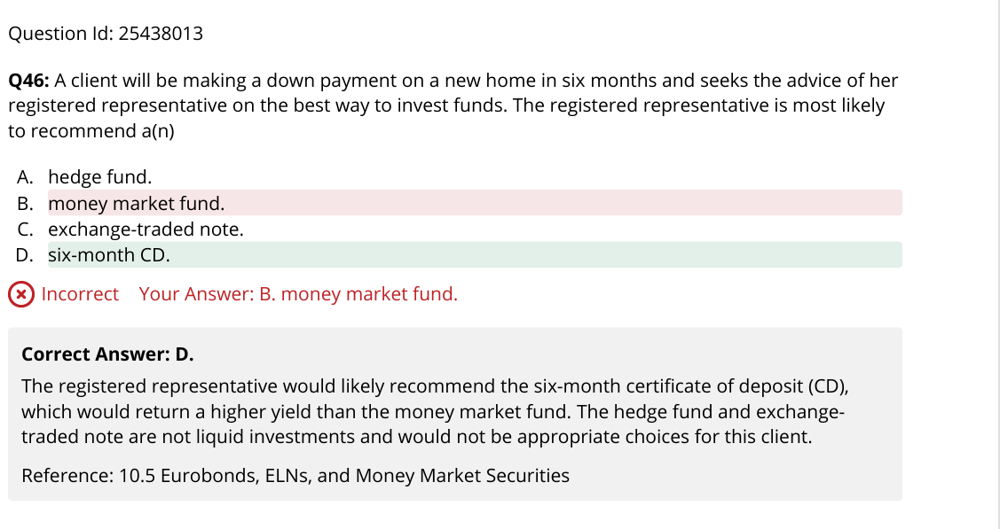 Question Id: 25438013
Q46: A client will be making a down payment on a new home in six months and seeks the advice of her
registered representative on the best way to invest funds. The registered representative is most likely
to recommend a(n)
A. hedge fund.
B. money market fund.
C. exchange-traded note.
D. six-month CD.
Incorrect Your Answer: B. money market fund.
Correct Answer: D.
The registered representative would likely recommend the six-month certificate of deposit (CD),
which would return a higher yield than the money market fund. The hedge fund and exchange-
traded note are not liquid investments and would not be appropriate choices for this client.
Reference: 10.5 Eurobonds, ELNs, and Money Market Securities